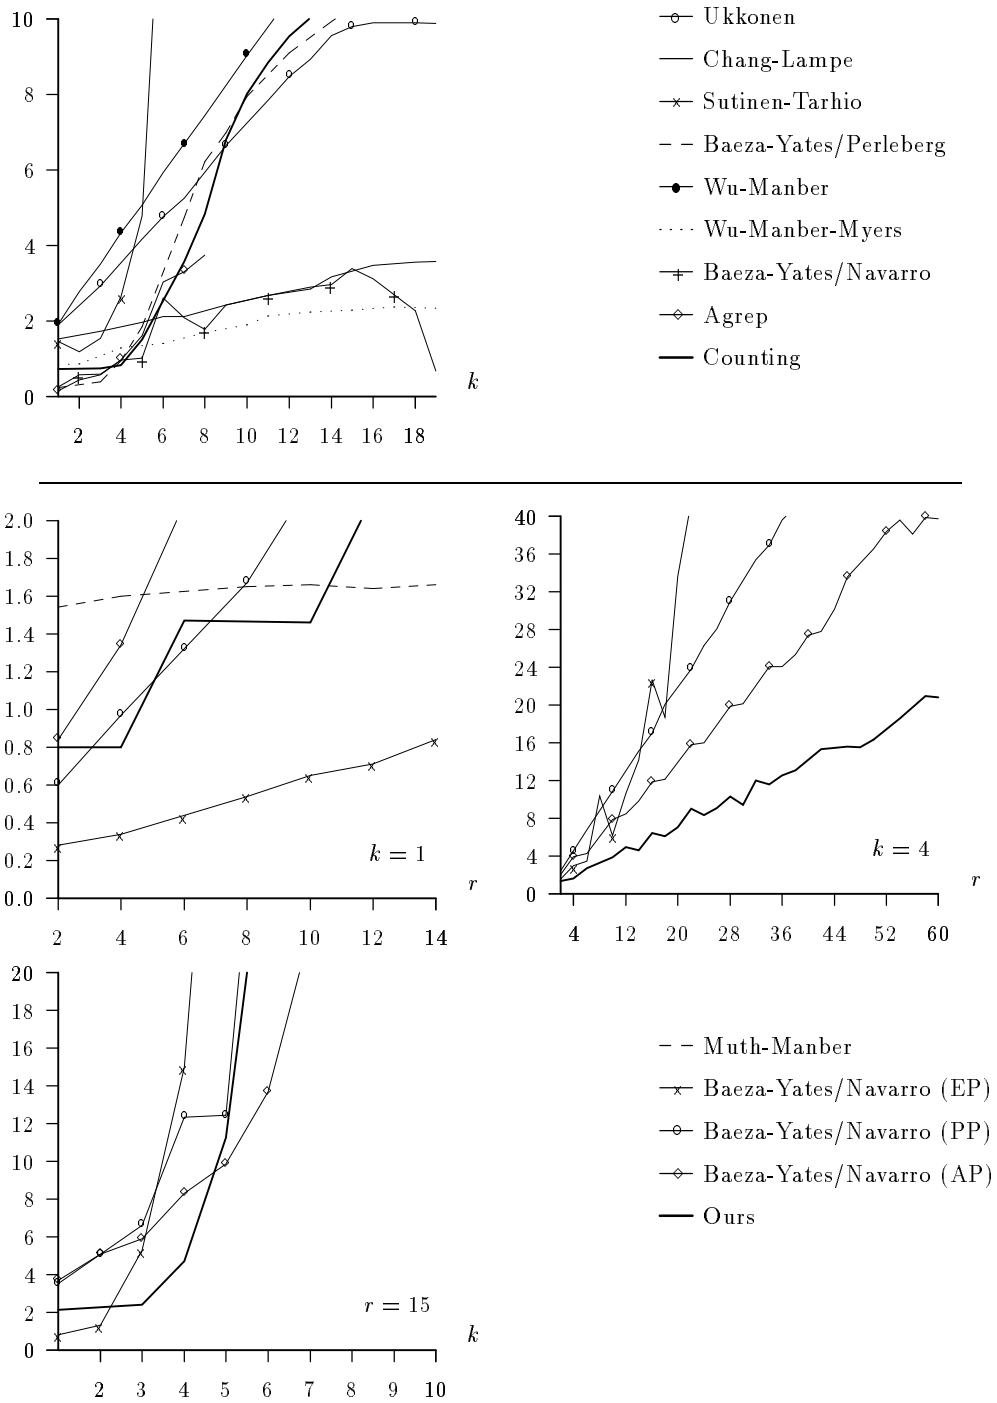 10
8
6
4
2
0
2 4 6 8 10 12 14 16 18
k
Ukkonen
Chang-Lampe
Sutinen-Tarhio
Baeza-Yates/Perleberg
Wu-Manber
Wu-Manber-Myers
Baeza-Yates/Navarro
Agrep
Counting
2.0
1.8
1.6
1.4
1.2
1.0
0.8
0.6
0.4
0.2
0.0
2 4 6 8 10 12 14
k = 1
r
40
36
32
28
24
20
16
12
8
4
0
4 12 20 28 36 44 52 60
k = 4
r
20
18
16
14
12
10
8
6
4
2
0
2 3 4 5 6 7 8 9 10
r = 15
k
Muth-Manber
Baeza-Yates/Navarro (EP)
Baeza-Yates/Navarro (PP)
Baeza-Yates/Navarro (AP)
Ours